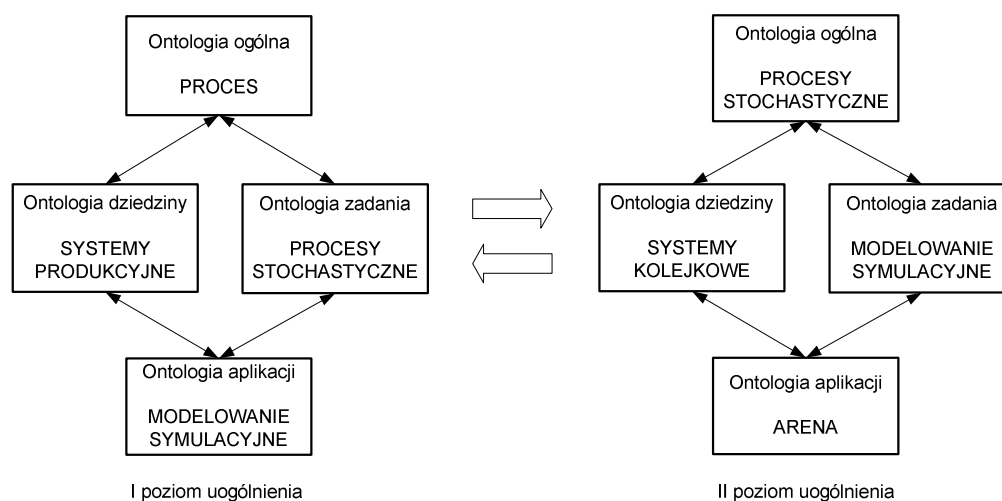 Ontologia ogólna
PROCES
Ontologia dziedziny
SYSTEMY
PRODUKCYJNE
Ontologia zadania
PROCESY
STOCHASTYCZNE
Ontologia aplikacji
MODELOWANIE
SYMULACYJNE
I poziom uogólnienia
Ontologia ogólna
PROCESY
STOCHASTYCZNE
Ontologia dziedziny
SYSTEMY
KOLEJKOWE
Ontologia zadania
MODELOWANIE
SYMULACYJNE
Ontologia aplikacji
ARENA
II poziom uogólnienia